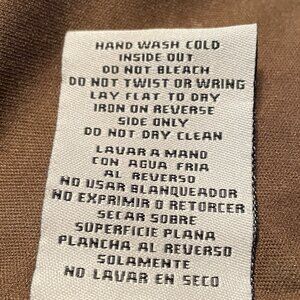 HAND WASH COLD
INSIDE OUT
DO NOT BLEACH
DO NOT TWIST OR WRING
LAY FLAT TO DRY
IRON ON REVERSE
SIDE ONLY
DO NOT DRY CLEAN
LAVAR A MANO
CON AGUA FRIA
AL REVERSO
NO USAR BLANQUEADOR
NO EXPRIMIR O RETORCER
SECAR SOBRE
SUPERFICIE PLANA
PLANCHA AL REVERSO
SOLAMENTE
NO LAVAR EN SECO